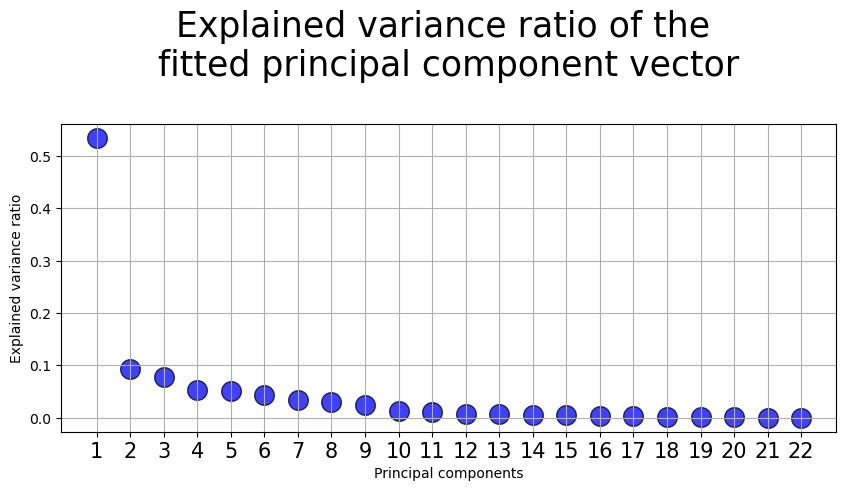 Explained variance ratio of the
fitted principal component vector
Explained variance ratio
0.5
0.4
0.3
0.2
0.1
0.0
1 2 3 4 5 6 7 8 9 10 11 12 13 14 15 16 17 18 19 20 21 22
Principal components